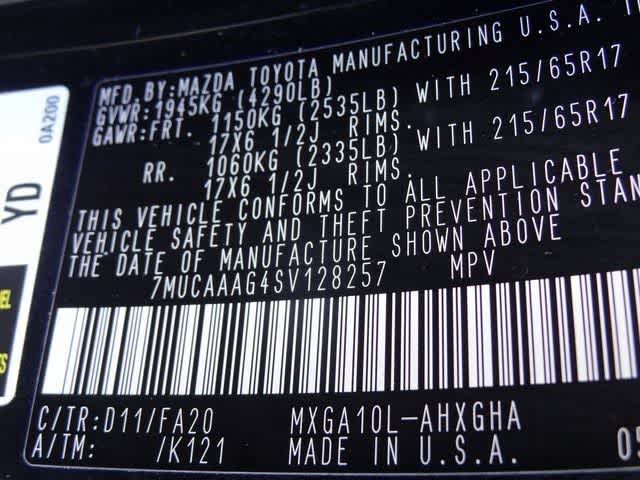 MFD. BY:MAZDA TOYOTA MANUFACTURING U.S.A.
GVWR: 1945KG (4290LB)
GAWR:FRT. 1150KG (2535LB) WITH 215/65R17
17X6 1/2J RIMS.
RR. 1060KG (2335LB) WITH 215/65R17
17X6 1/2J RIMS.
THIS VEHICLE CONFORMS TO ALL APPLICABLE
VEHICLE SAFETY AND THEFT PREVENTION STAN
THE DATE OF MANUFACTURE SHOWN ABOVE
7MUCAAAG4SV128257 MPV
C/TR:D11/FA20 MXGA10L-AHXGHA
A/TM: /K121 MADE IN U.S.A. 05
YD
0A200